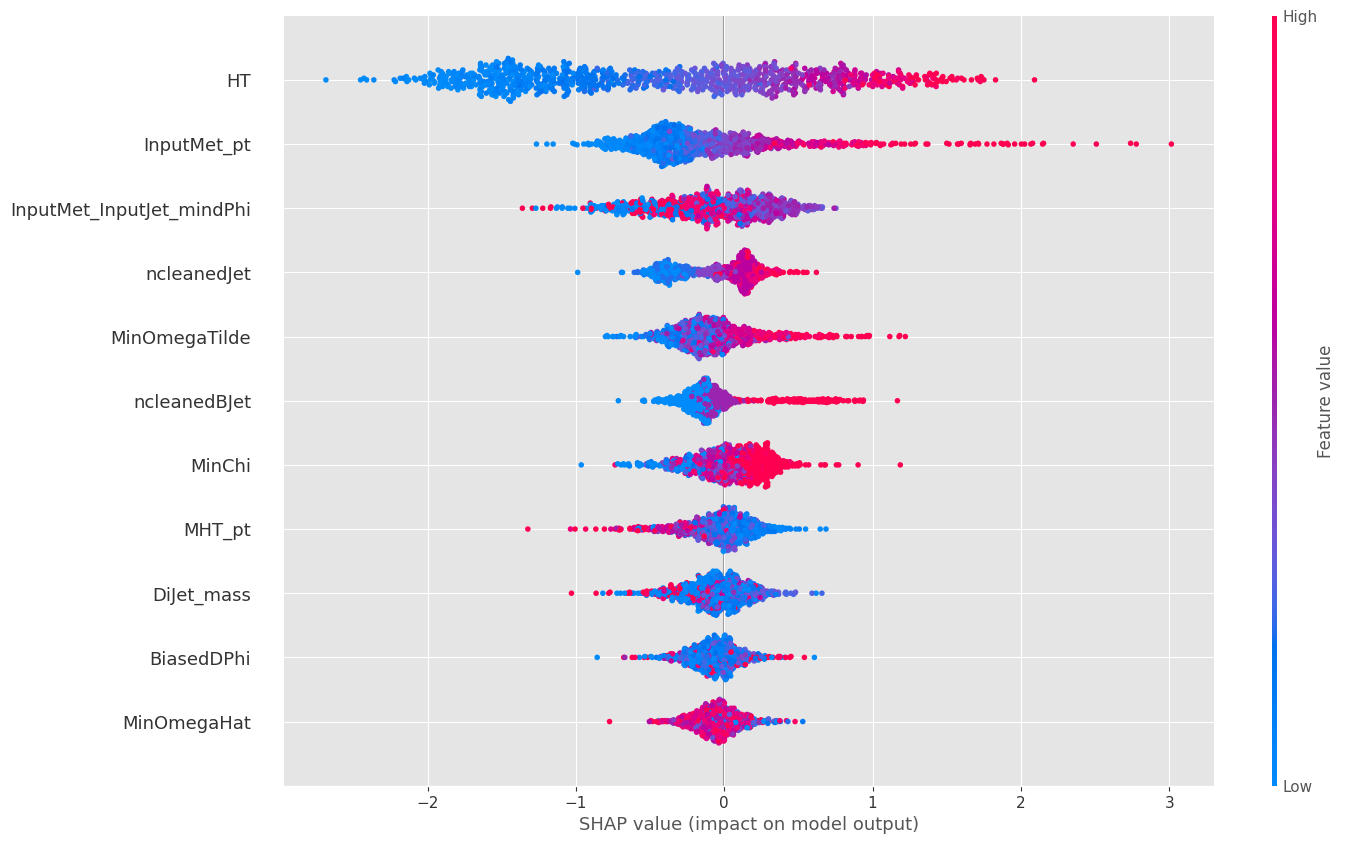 High
HT
InputMet_pt
InputMet_InputJet_mindPhi
ncleanedJet
MinOmegaTilde
ncleanedBJet
MinChi
MHT_pt
DiJet_mass
BiasedDPhi
MinOmegaHat
Feature value
Low
−2 −1 0 1 2 3
SHAP value (impact on model output)